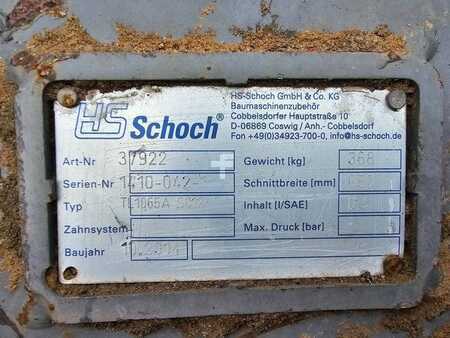 HS Schoch®
HS-Schoch GmbH & Co. KG
Baumaschinenzubehör
Cobbelsdorfer Hauptstraße 10
D-06869 Coswig / Anh.- Cobbelsdorf
Fon +49(0)34923-700-0, info@hs-schoch.de
Art-Nr 37922 Gewicht [kg] 368
Serien-Nr 1410-042- Schnittbreite [mm]
Typ Inhalt [l/SAE]
Zahnsystem Max. Druck [bar]
Baujahr